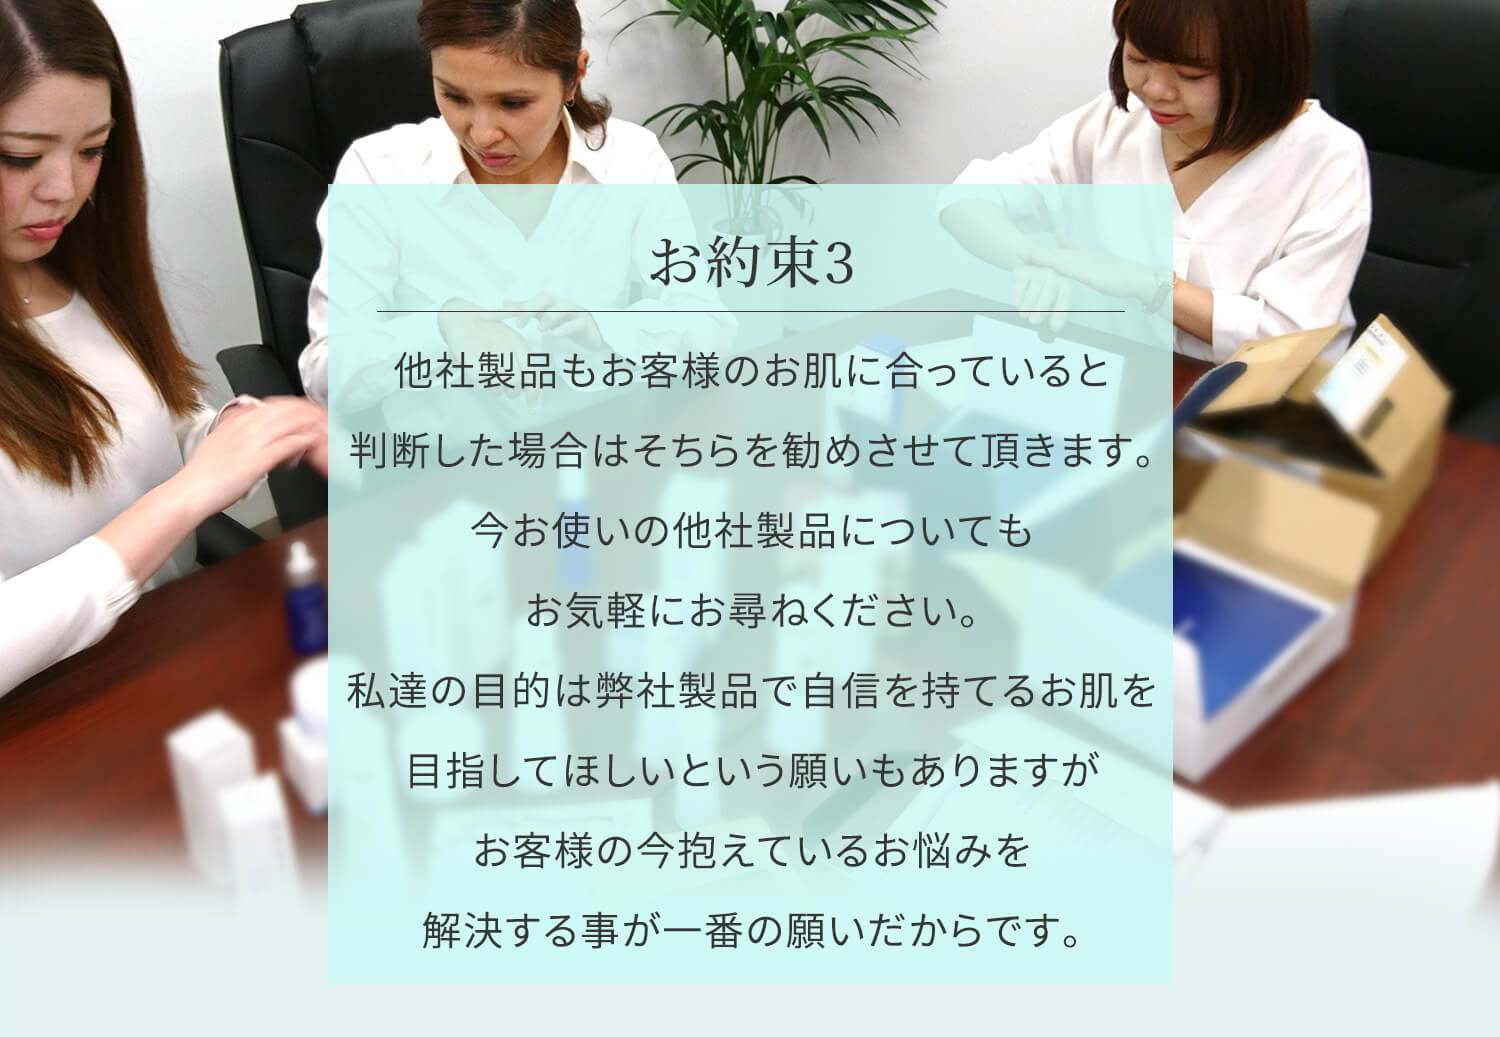 お約束3
他社製品もお客様のお肌に合っていると
判断した場合はそちらを勧めさせて頂きます。
今お使いの他社製品についても
お気軽にお尋ねください。
私達の目的は弊社製品で自信を持てるお肌を
目指してほしいという願いもありますが
お客様の今抱えているお悩みを
解決する事が一番の願いだからです。